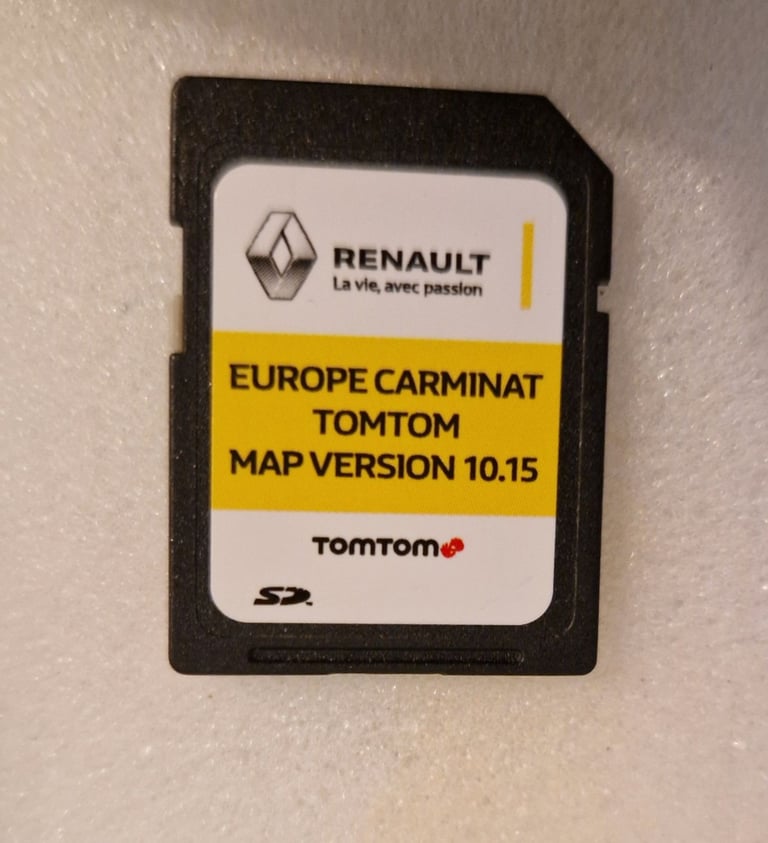 RENAULT
La vie, avec passion
EUROPE CARMINAT
TOMTOM
MAP VERSION 10.15
TOMTOM
SD